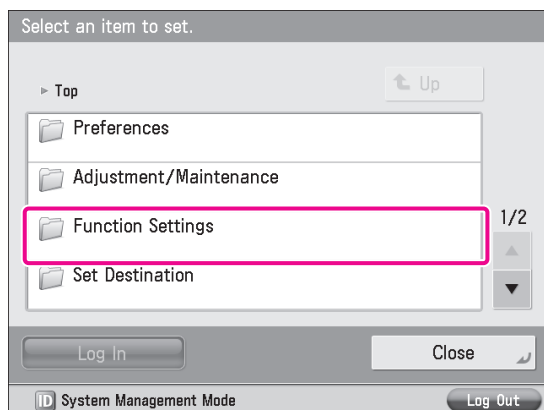 Select an item to set.
▶ Top
Up
Preferences
Adjustment/Maintenance
Function Settings
1/2
Set Destination
Log In
Close
ID System Management Mode
Log Out